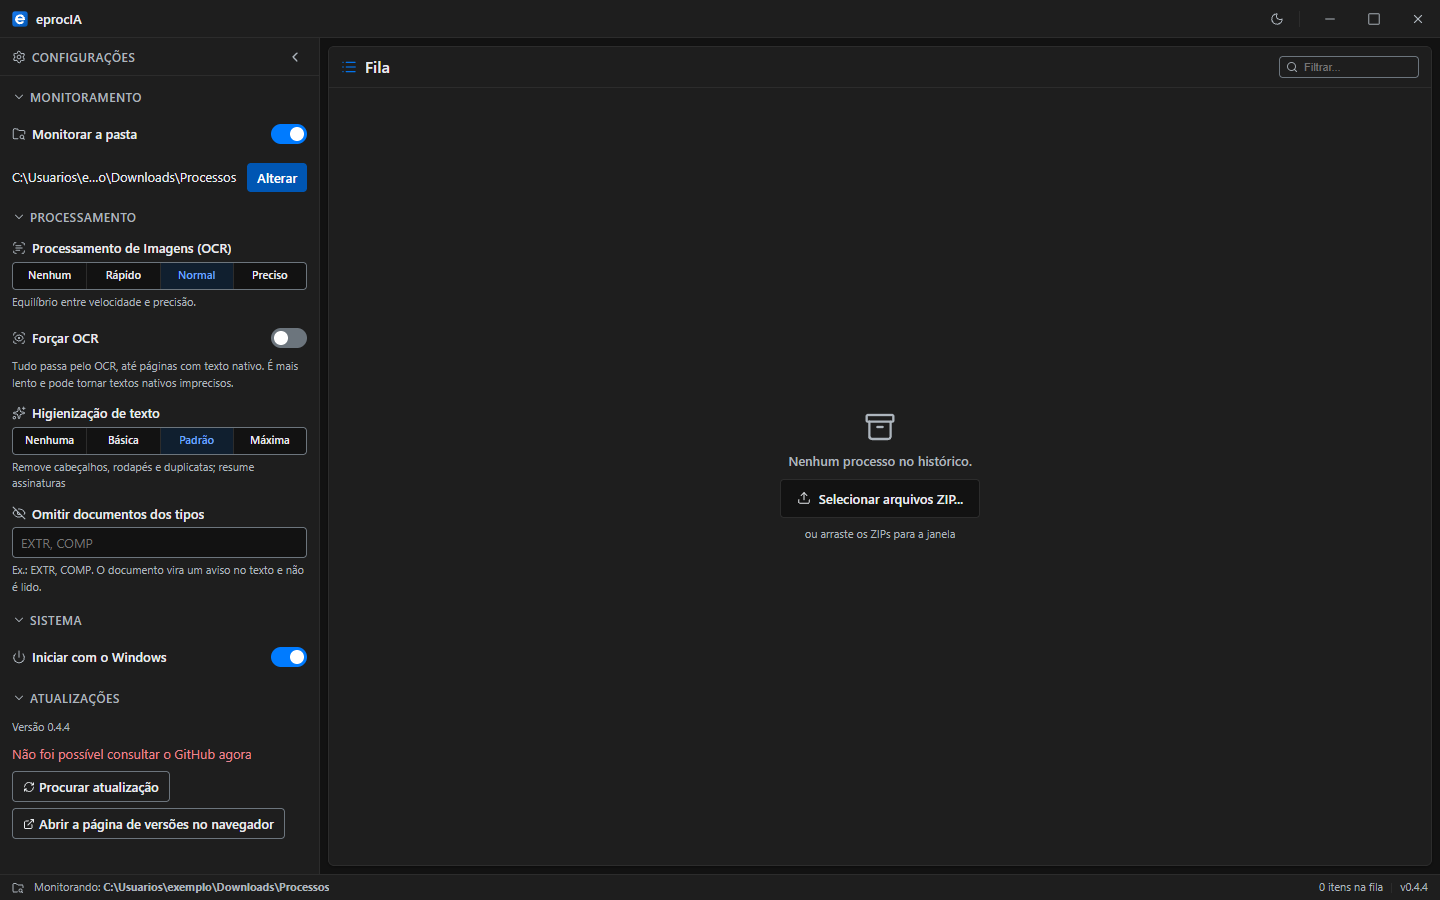 eprocIA
CONFIGURAÇÕES
MONITORAMENTO
Monitorar a pasta
C:\Usuarios\e...o\Downloads\Processos
Alterar
PROCESSAMENTO
Processamento de Imagens (OCR)
Nenhum Rápido Normal Preciso
Equilíbrio entre velocidade e precisão.
Forçar OCR
Tudo passa pelo OCR, até páginas com texto nativo. É mais
lento e pode tornar textos nativos imprecisos.
Higienização de texto
Nenhuma Básica Padrão Máxima
Remove cabeçalhos, rodapés e duplicatas; resume
assinaturas
Omitir documentos dos tipos
EXTR, COMP
Ex.: EXTR, COMP. O documento vira um aviso no texto e não
é lido.
SISTEMA
Iniciar com o Windows
ATUALIZAÇÕES
Versão 0.4.4
Não foi possível consultar o GitHub agora
Procurar atualização
Abrir a página de versões no navegador
Fila
Filtrar...
Nenhum processo no histórico.
Selecionar arquivos ZIP...
ou arraste os ZIPs para a janela
Monitorando: C:\Usuarios\exemplo\Downloads\Processos
0 itens na fila
v0.4.4